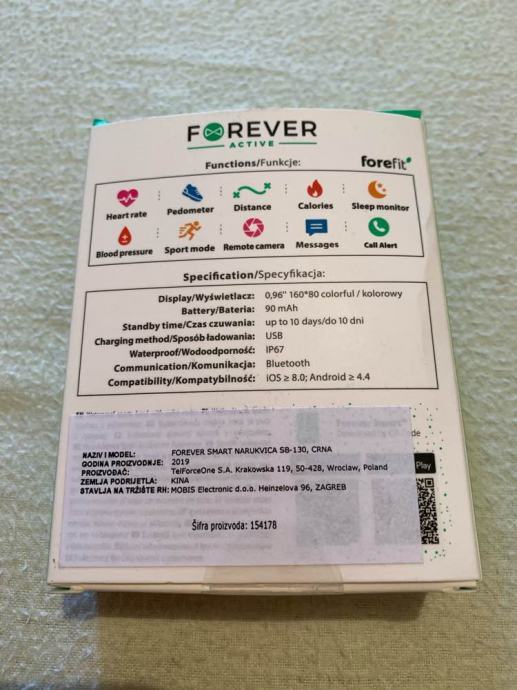 FOREVER
ACTIVE
Functions/Funkcje:
forefit
Heart rate
Pedometer
Distance
Calories
Sleep monitor
Blood pressure
Sport mode
Remote camera
Messages
Call Alert
Specification/Specyfikacja:
Display/Wyświetlacz: 0,96" 160*80 colorful / kolorowy
Battery/Bateria: 90 mAh
Standby time/Czas czuwania: up to 10 days/do 10 dni
Charging method/Sposób ładowania: USB
Waterproof/Wodoodporność: IP67
Communication/Komunikacja: Bluetooth
Compatibility/Kompatybilność: iOS ≥ 8.0; Android ≥ 4.4
NAZIV I MODEL: FOREVER SMART NARUKVICA SB-130, CRNA
GODINA PROIZVODNJE: 2019
PROIZVOĐAČ: TelForceOne S.A. Krakowska 119, 50-428, Wroclaw, Poland
ZEMLJA PODRIJETLA: KINA
STAVLJA NA TRŽIŠTE RH: MOBIS Electronic d.o.o. Heinzelova 96, ZAGREB
Šifra proizvoda: 154178
Play